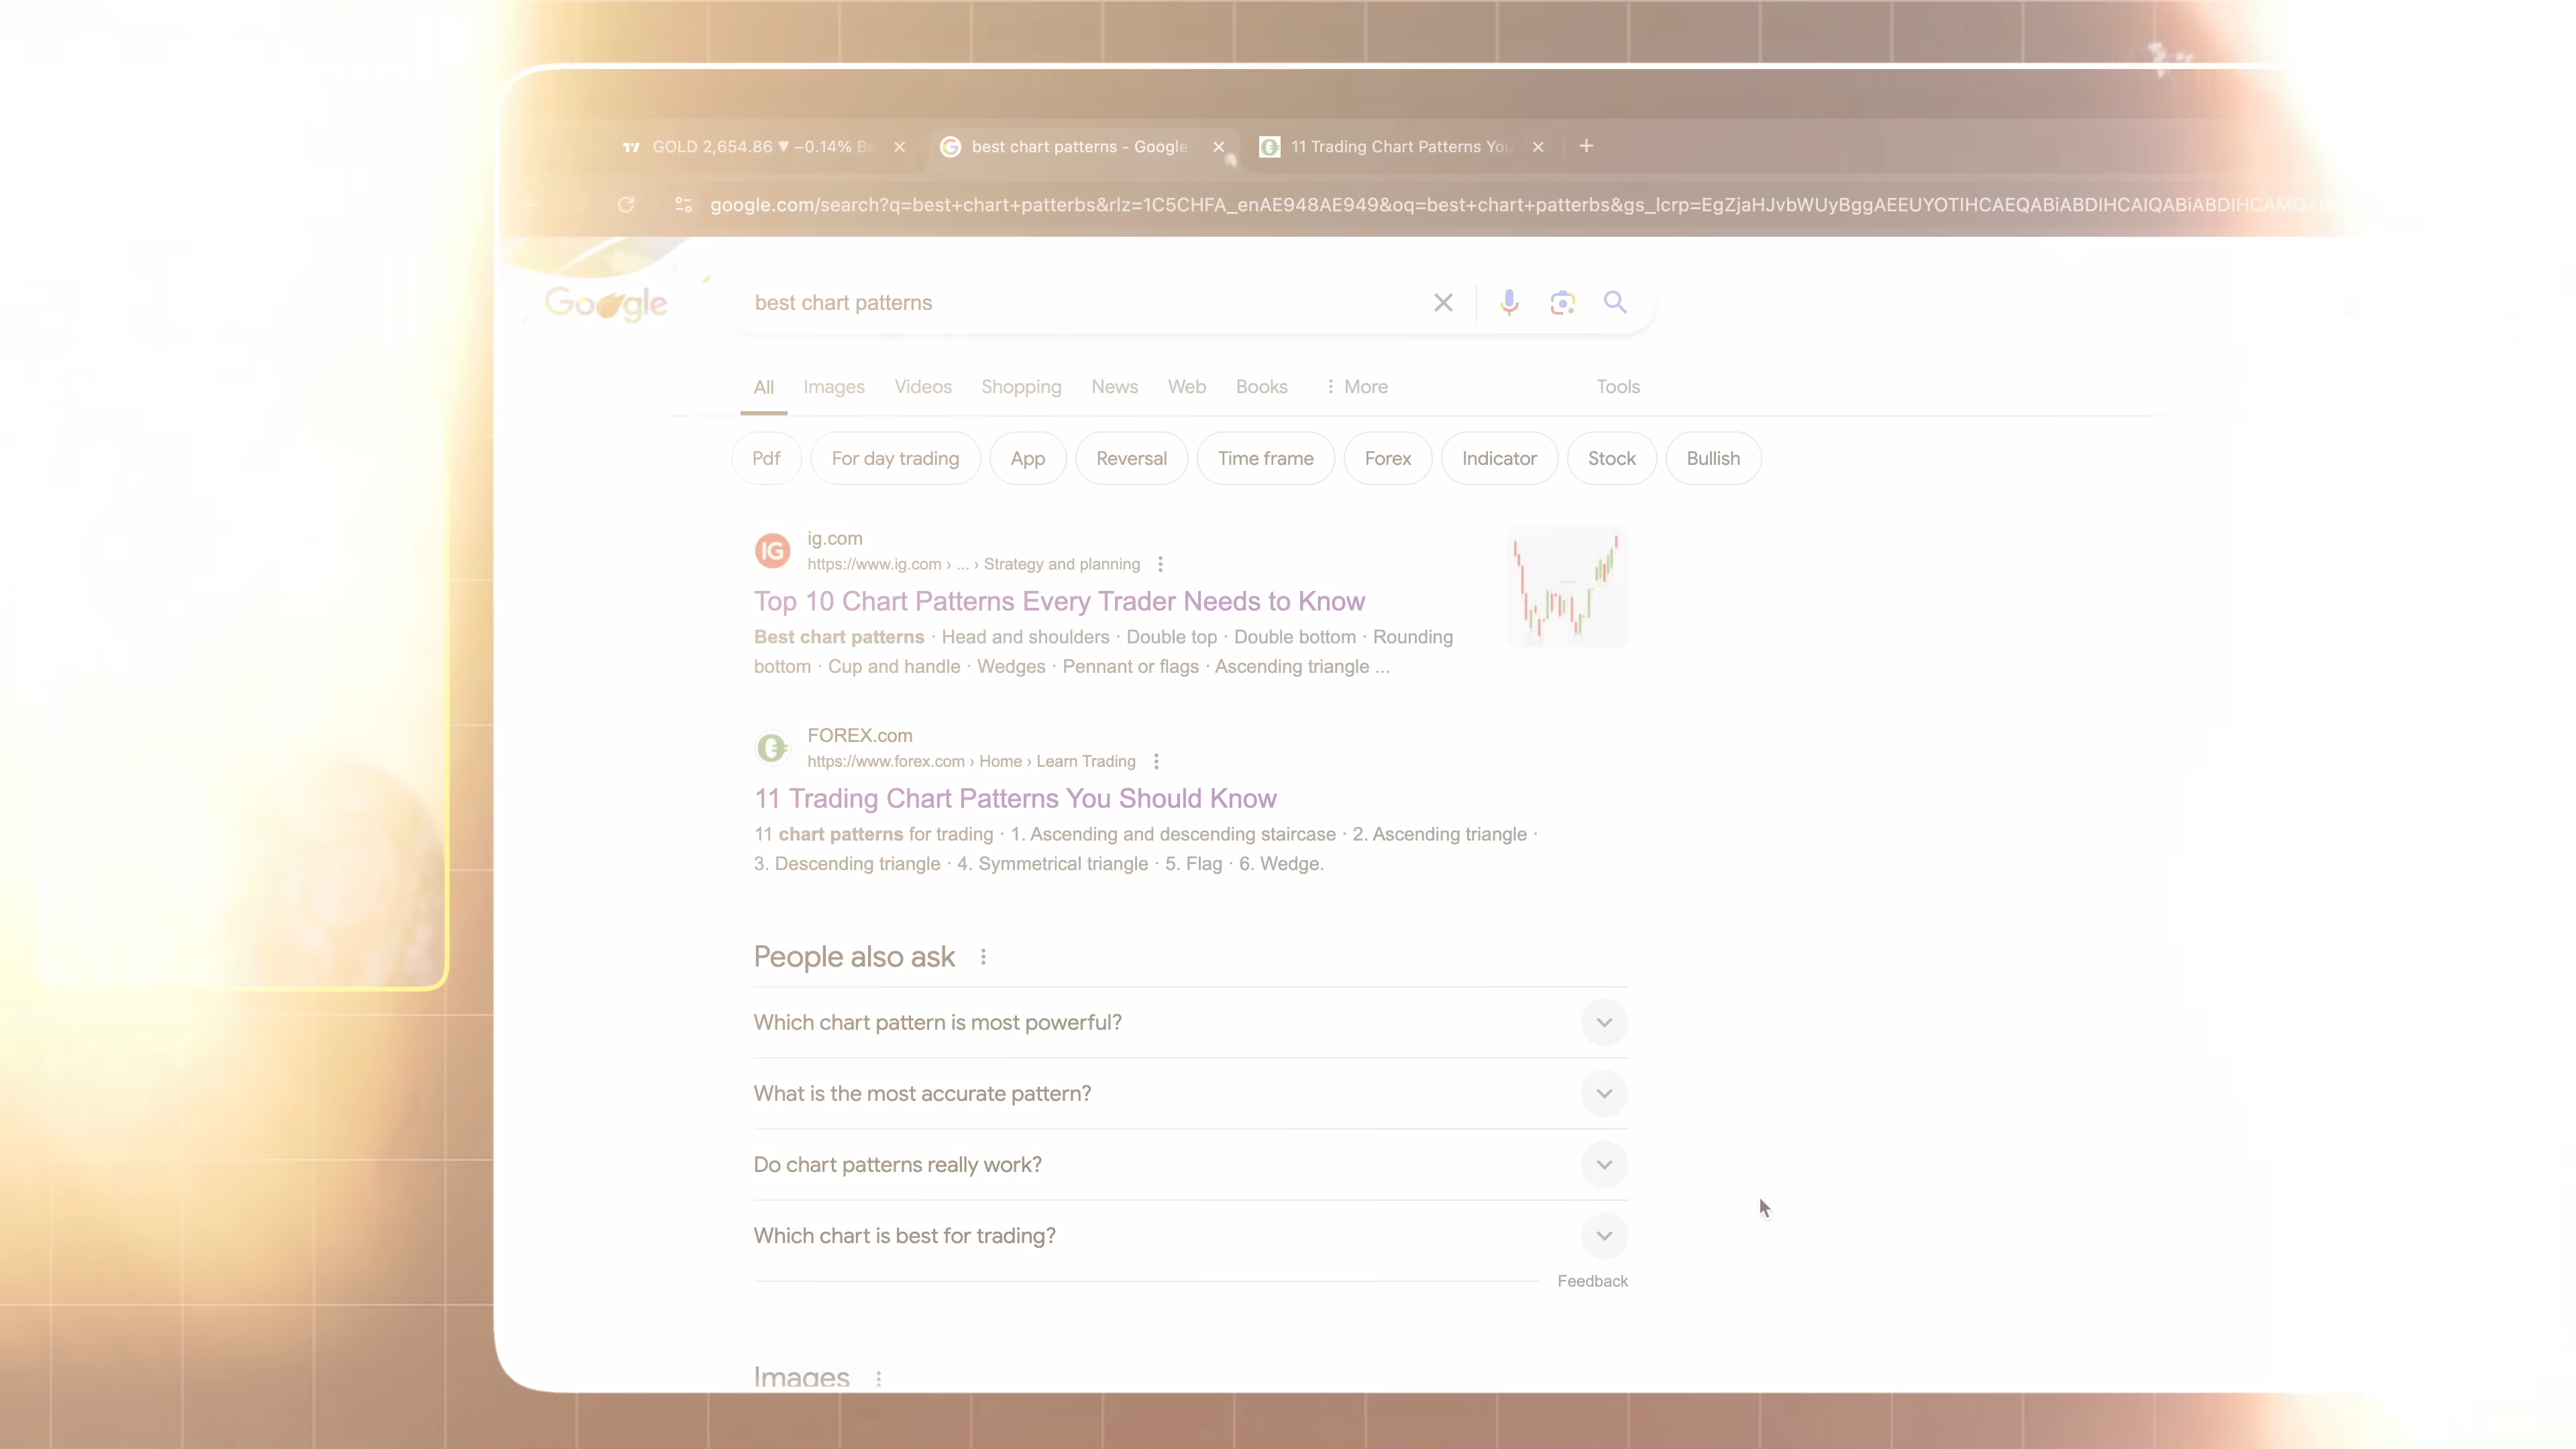 GOLD 2,654.86 ▼ −0.14% Be
best chart patterns - Google
11 Trading Chart Patterns You
google.com/search?q=best+chart+patterbs&rlz=1C5CHFA_enAE948AE949&oq=best+chart+patterbs&gs_lcrp=EgZjaHJvbWUyBggAEEUYOTIHCAEQABiABDIHCAIQABiABDIHCAMQAB
Google
best chart patterns
All Images Videos Shopping News Web Books More Tools
Pdf For day trading App Reversal Time frame Forex Indicator Stock Bullish
IG
ig.com
https://www.ig.com › ... › Strategy and planning
Top 10 Chart Patterns Every Trader Needs to Know
Best chart patterns · Head and shoulders · Double top · Double bottom · Rounding
bottom · Cup and handle · Wedges · Pennant or flags · Ascending triangle ...
FOREX.com
https://www.forex.com › Home › Learn Trading
11 Trading Chart Patterns You Should Know
11 chart patterns for trading · 1. Ascending and descending staircase · 2. Ascending triangle ·
3. Descending triangle · 4. Symmetrical triangle · 5. Flag · 6. Wedge.
People also ask
Which chart pattern is most powerful?
What is the most accurate pattern?
Do chart patterns really work?
Which chart is best for trading?
Feedback
Images